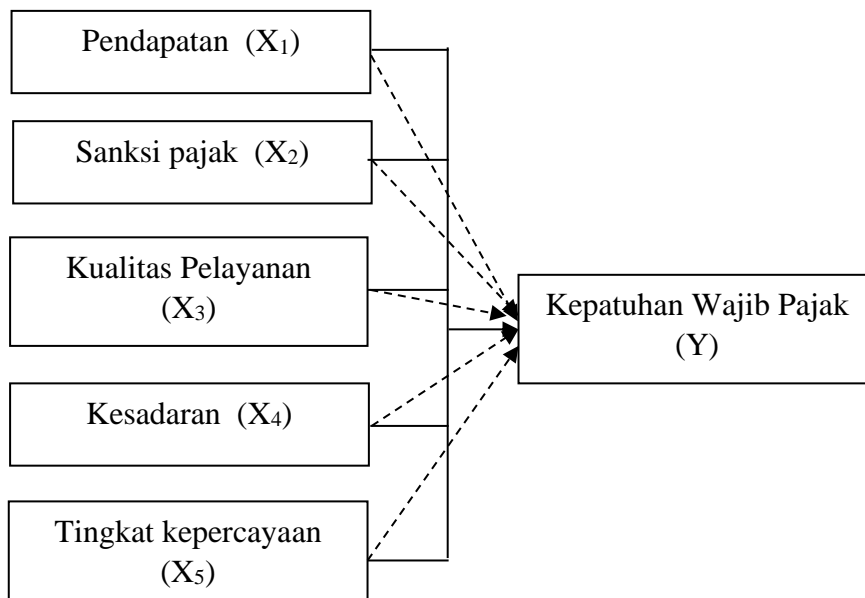 Pendapatan (X₁)
Sanksi pajak (X₂)
Kualitas Pelayanan
(X₃)
Kepatuhan Wajib Pajak
(Y)
Kesadaran (X₄)
Tingkat kepercayaan
(X₅)